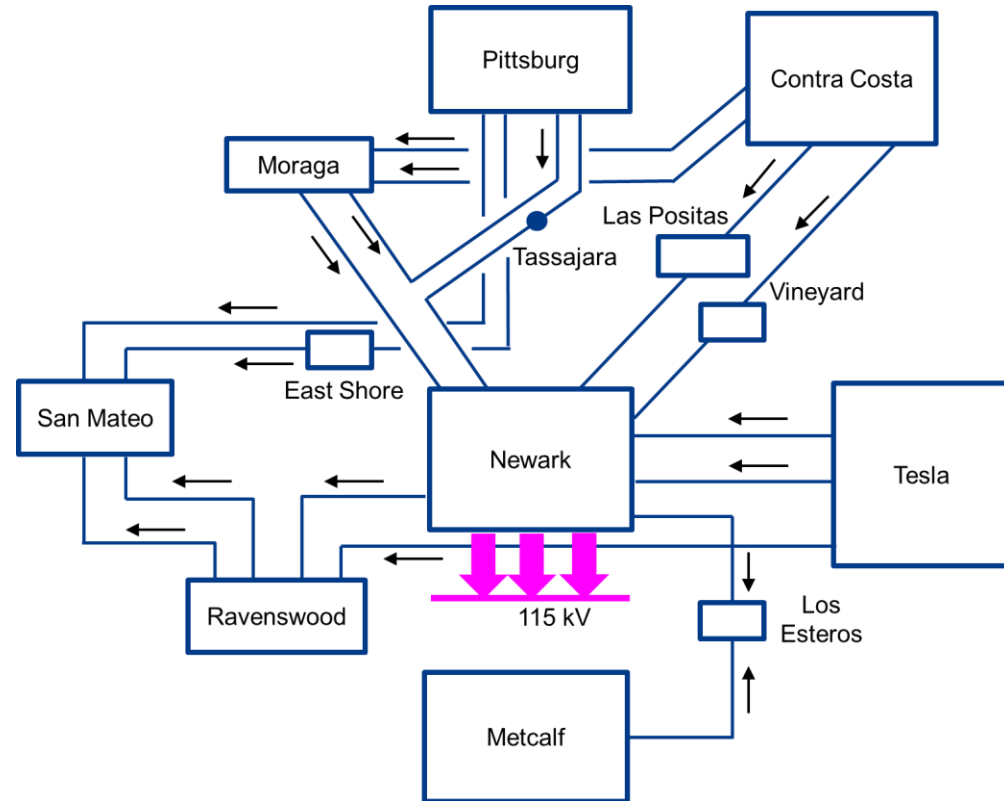 Pittsburg
Contra Costa
Moraga
Las Positas
Tassajara
Vineyard
East Shore
San Mateo
Newark
Tesla
Ravenswood
115 kV
Los
Esteros
Metcalf